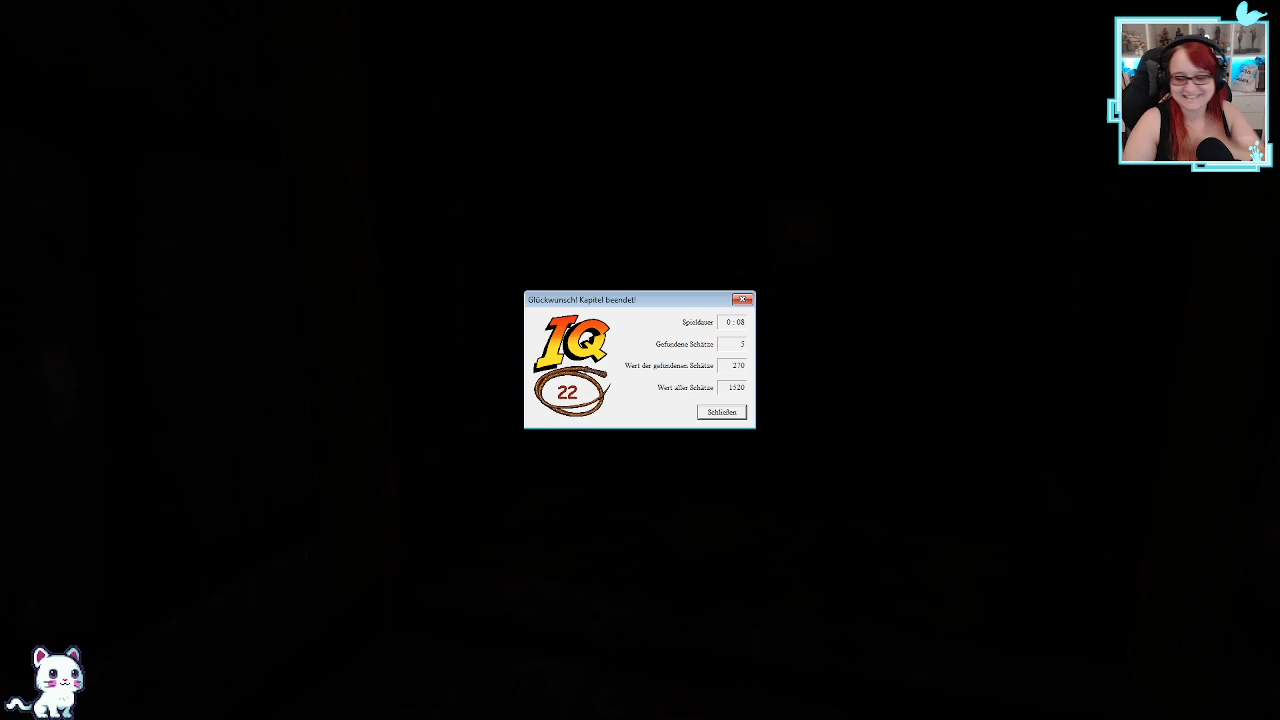 Glückwunsch! Kapitel beendet!
IQ
22
Spieldauer 0 : 08
Gefundene Schätze 5
Wert der gefundenen Schätze 270
Wert aller Schätze 1520
Schließen